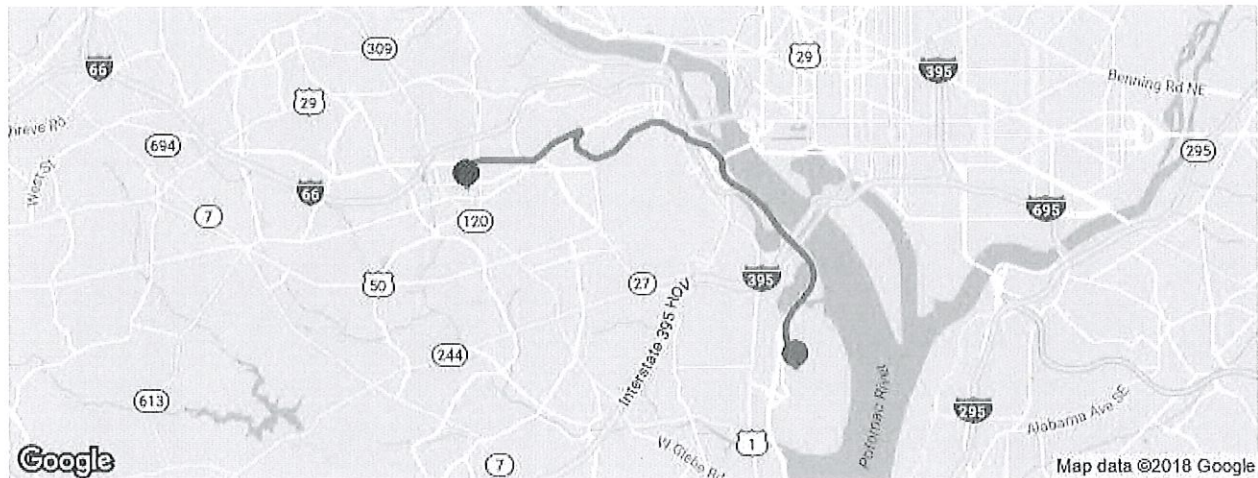 309
29
395
66
Benning Rd NE
29
694
295
West St
66
7
120
695
50
27
395
Interstate 395 HOV
244
613
295
Alabama Ave SE
Potomac River
W Glebe Rd
1
7
Google
Map data ©2018 Google